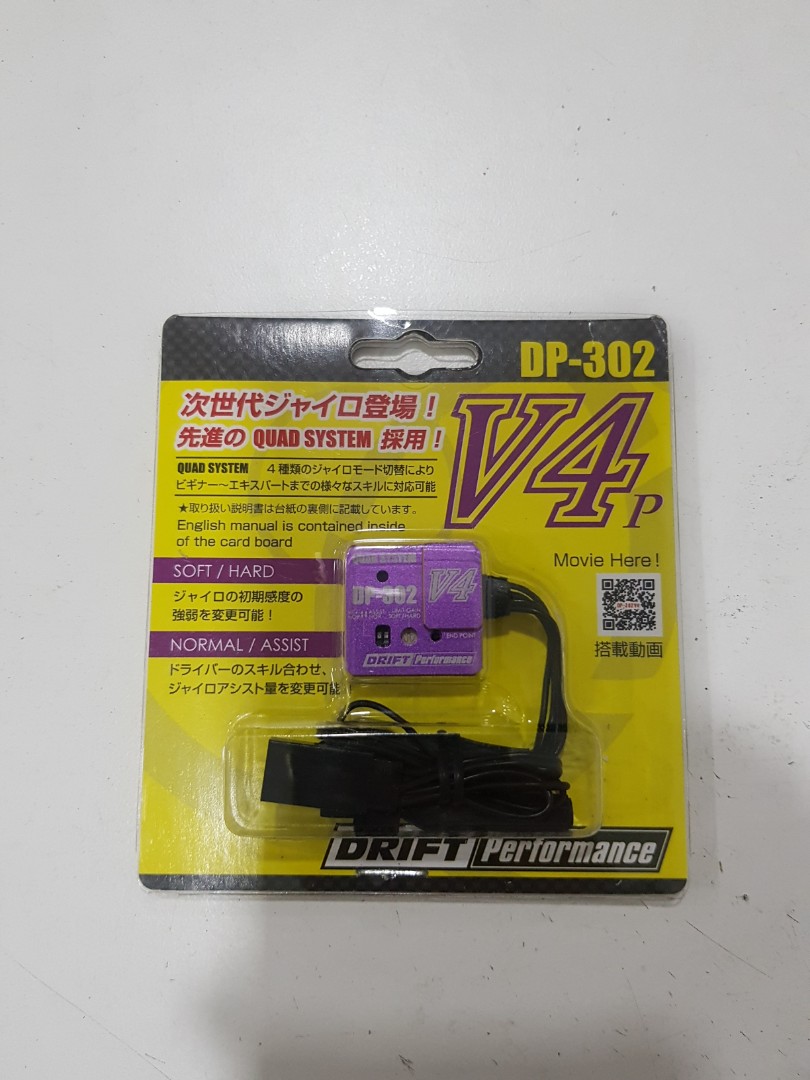 DP-302
次世代ジャイロ登場！
先進の QUAD SYSTEM 採用！
V4P
QUAD SYSTEM 4種類のジャイロモード切替により
ビギナー～エキスパートまでの様々なスキルに対応可能
★取り扱い説明書は台紙の裏側に記載しています。
English manual is contained inside
of the card board
Movie Here!
SOFT / HARD
ジャイロの初期感度の
強弱を変更可能！
NORMAL / ASSIST
ドライバーのスキル合わせ、
ジャイロアシスト量を変更可能
搭載動画
QUAD SYSTEM
DP-302 V4
SOFT/HARD
END POINT
DRIFT Performance
DRIFT Performance